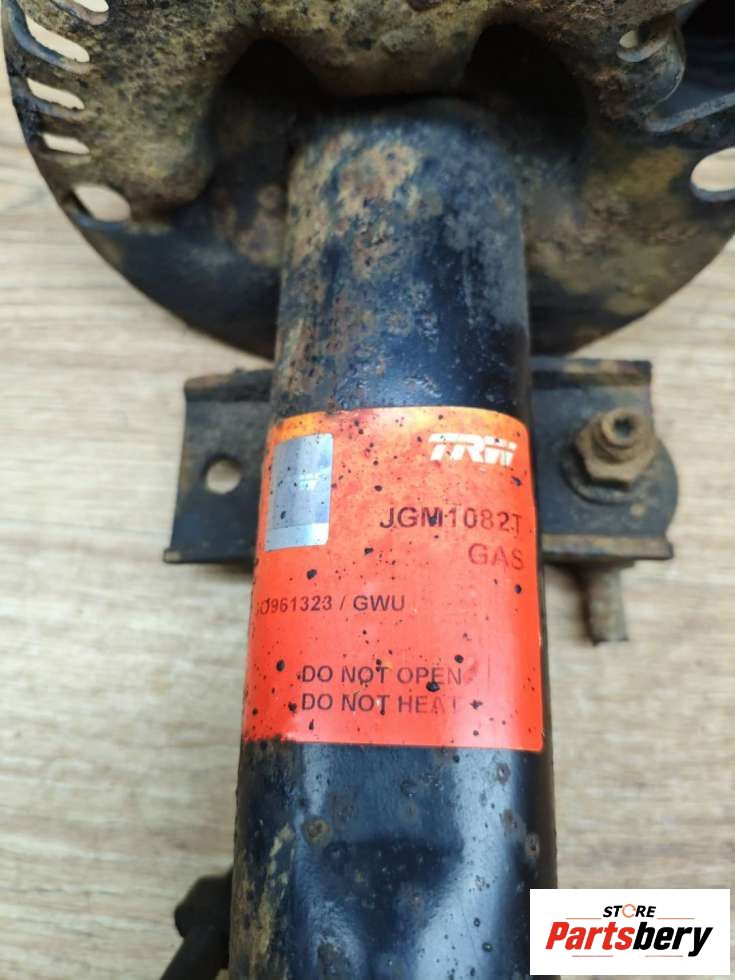 TRW
JGM1082T
GAS
961323 / GWU
DO NOT OPEN
DO NOT HEAT
STORE
Partsbery